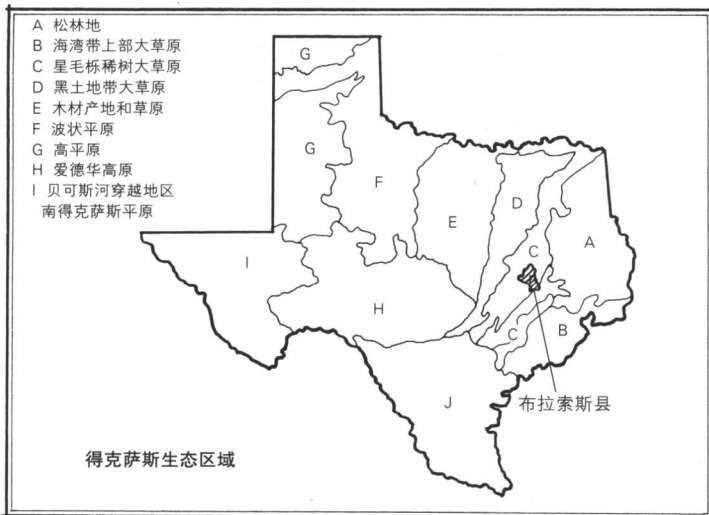 A 松林地
B 海湾带上部大草原
C 星毛栎稀树大草原
D 黑土地带大草原
E 木材产地和草原
F 波状平原
G 高平原
H 爱德华高原
I 贝可斯河穿越地区
南得克萨斯平原
G
G
F
E
D
C
A
I
H
C
B
J
布拉索斯县
得克萨斯生态区域